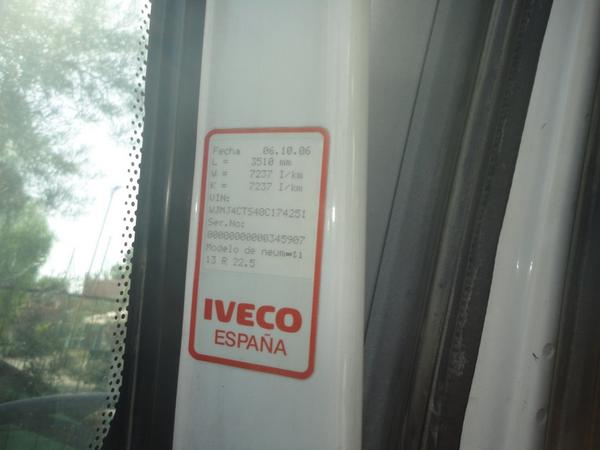 Fecha 06.10.06
L = 3510 mm
W = 7237 I/km
K = 7237 I/km
VIN:
WJMJ4CTS40C174251
Ser.No:
0000000000345907
Modelo de
13 R 22.5
IVECO
ESPAÑA